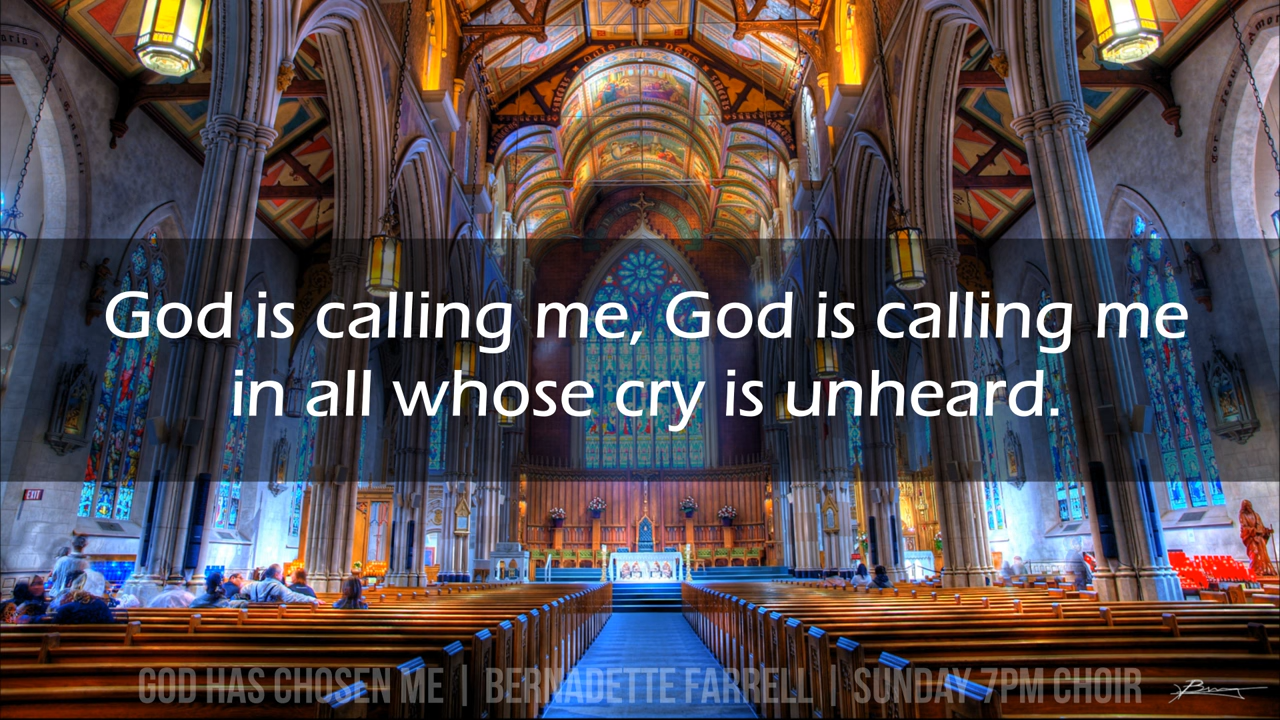 God is calling me, God is calling me
in all whose cry is unheard.
EXIT
GOD HAS CHOSEN ME | BERNADETTE FARRELL | SUNDAY 7PM CHOIR